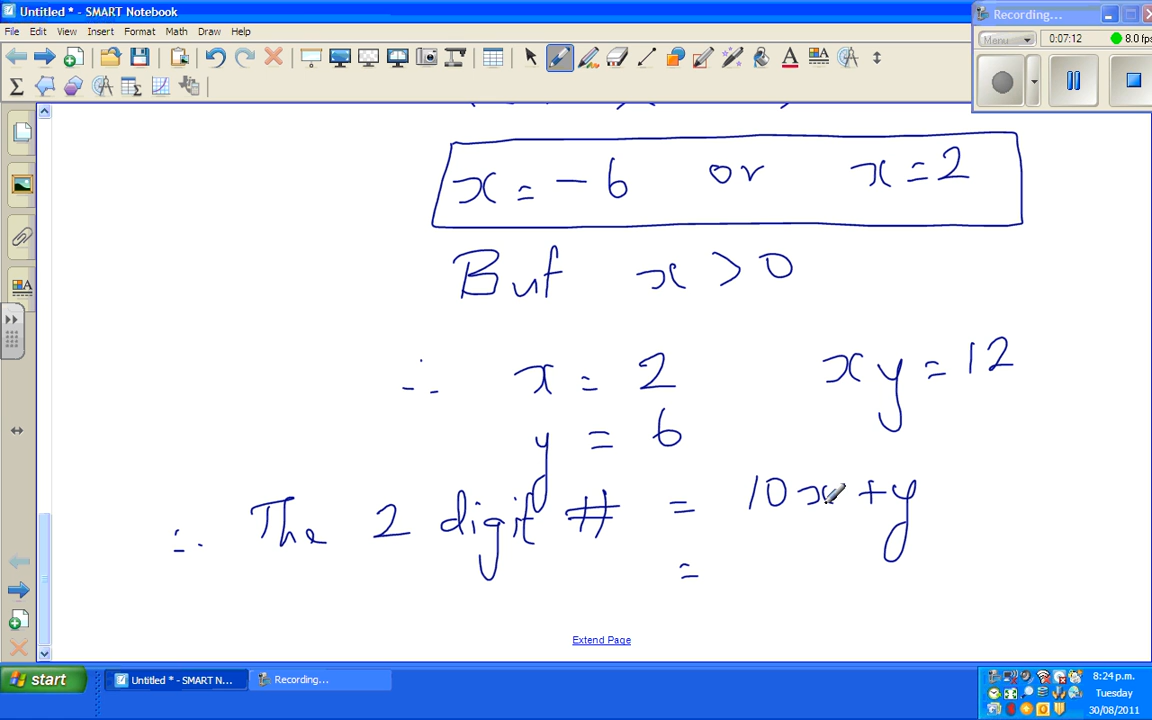 Untitled * - SMART Notebook
File Edit View Insert Format Math Draw Help
Recording...
Menu
0:07:12
8.0 fps
x = - 6 or x = 2
But x > 0
∴ x = 2 xy = 12
y = 6
∴ The 2 digit # = 10x + y
=
Extend Page
start
Untitled * - SMART N...
Recording...
8:24 p.m.
Tuesday
30/08/2011